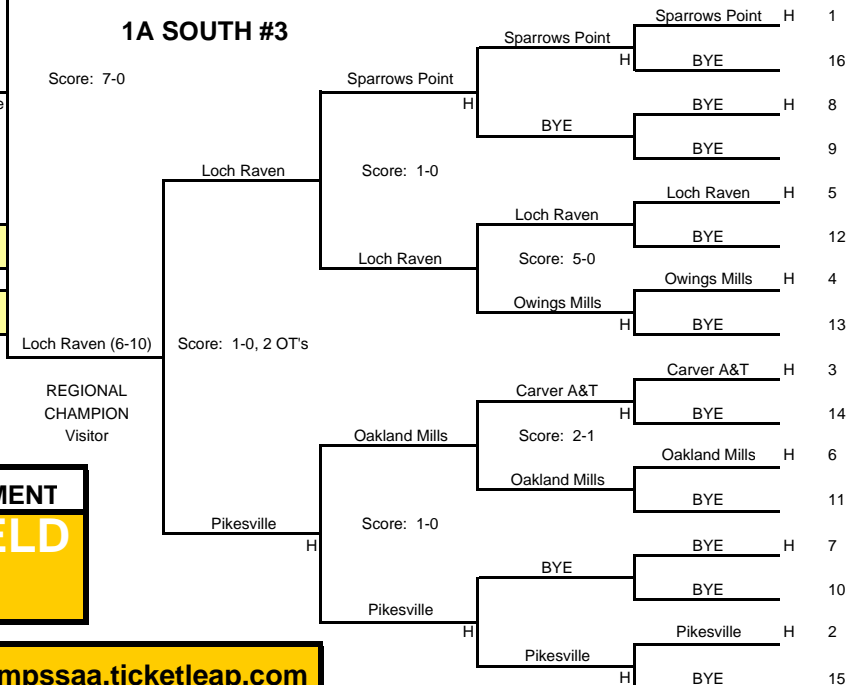 1A SOUTH #3
Score: 7-0
Sparrows Point H 1
Sparrows Point
H
BYE 16
Sparrows Point
H
BYE H 8
BYE
BYE 9
Loch Raven
Score: 1-0
Loch Raven H 5
Loch Raven
BYE 12
Loch Raven
Score: 5-0
Owings Mills H 4
Owings Mills
H
BYE 13
Loch Raven (6-10)
Score: 1-0, 2 OT's
REGIONAL
CHAMPION
Visitor
Carver A&T H 3
Carver A&T
H
BYE 14
Oakland Mills
Score: 2-1
Oakland Mills H 6
Oakland Mills
BYE 11
Pikesville
H
Score: 1-0
BYE H 7
BYE
BYE 10
Pikesville
H
Pikesville H 2
Pikesville
H
BYE 15
MENT
ELD
mpssaa.ticketleap.com